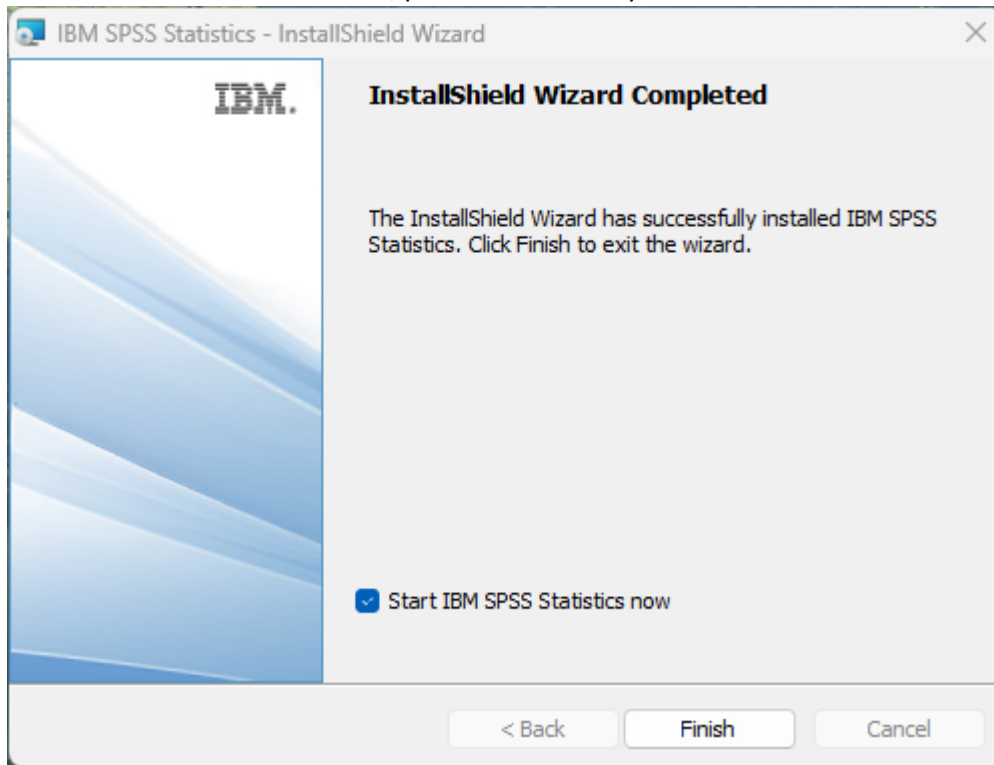 IBM SPSS Statistics - InstallShield Wizard
IBM.
InstallShield Wizard Completed
The InstallShield Wizard has successfully installed IBM SPSS
Statistics. Click Finish to exit the wizard.
Start IBM SPSS Statistics now
< Back
Finish
Cancel